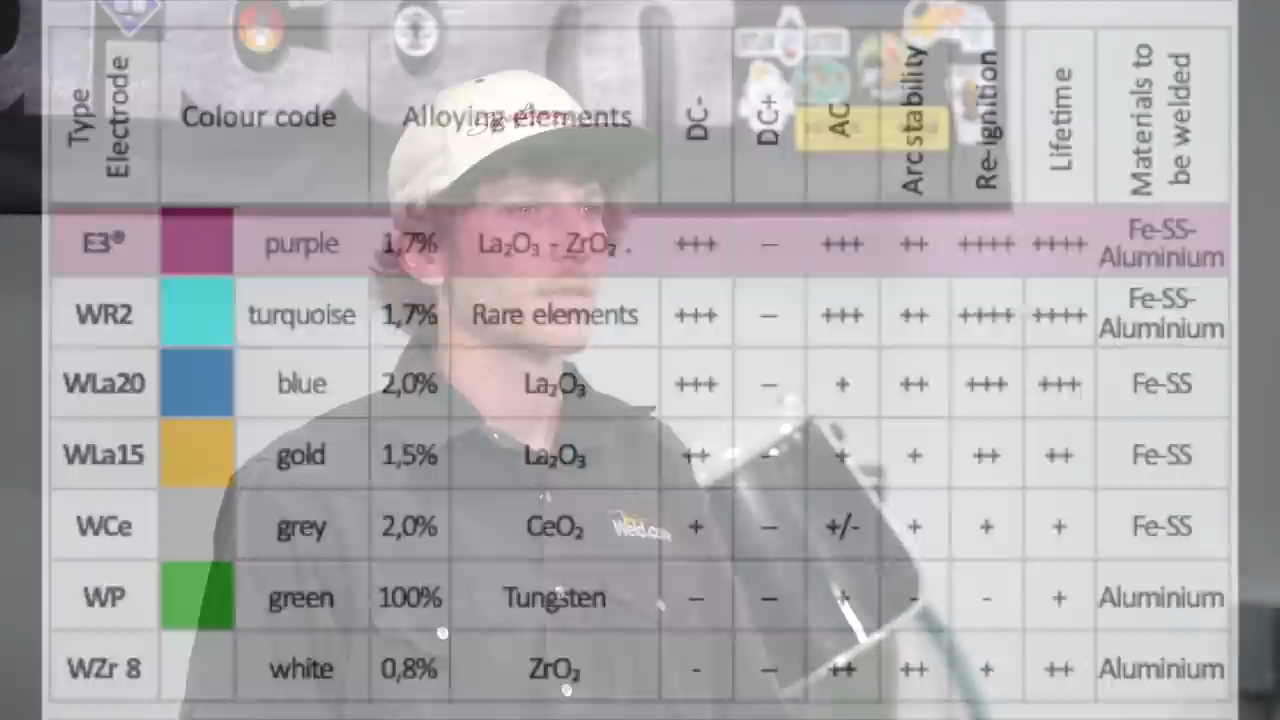 Type Electrode Colour code Alloying elements DC- DC+ AC Arc stability Re-ignition Lifetime Materials to be welded
E3® purple 1,7% La₂O₃ - ZrO₂ . +++ – +++ ++ ++++ ++++ Fe-SS-Aluminium
WR2 turquoise 1,7% Rare elements +++ – +++ ++ ++++ ++++ Fe-SS-Aluminium
WLa20 blue 2,0% La₂O₃ +++ – + ++ +++ +++ Fe-SS
WLa15 gold 1,5% La₂O₃ ++ – + + ++ ++ Fe-SS
WCe grey 2,0% CeO₂ + – +/- + + + Fe-SS
WP green 100% Tungsten – – + - - + Aluminium
WZr 8 white 0,8% ZrO₂ - – ++ ++ + ++ Aluminium
Weld.com